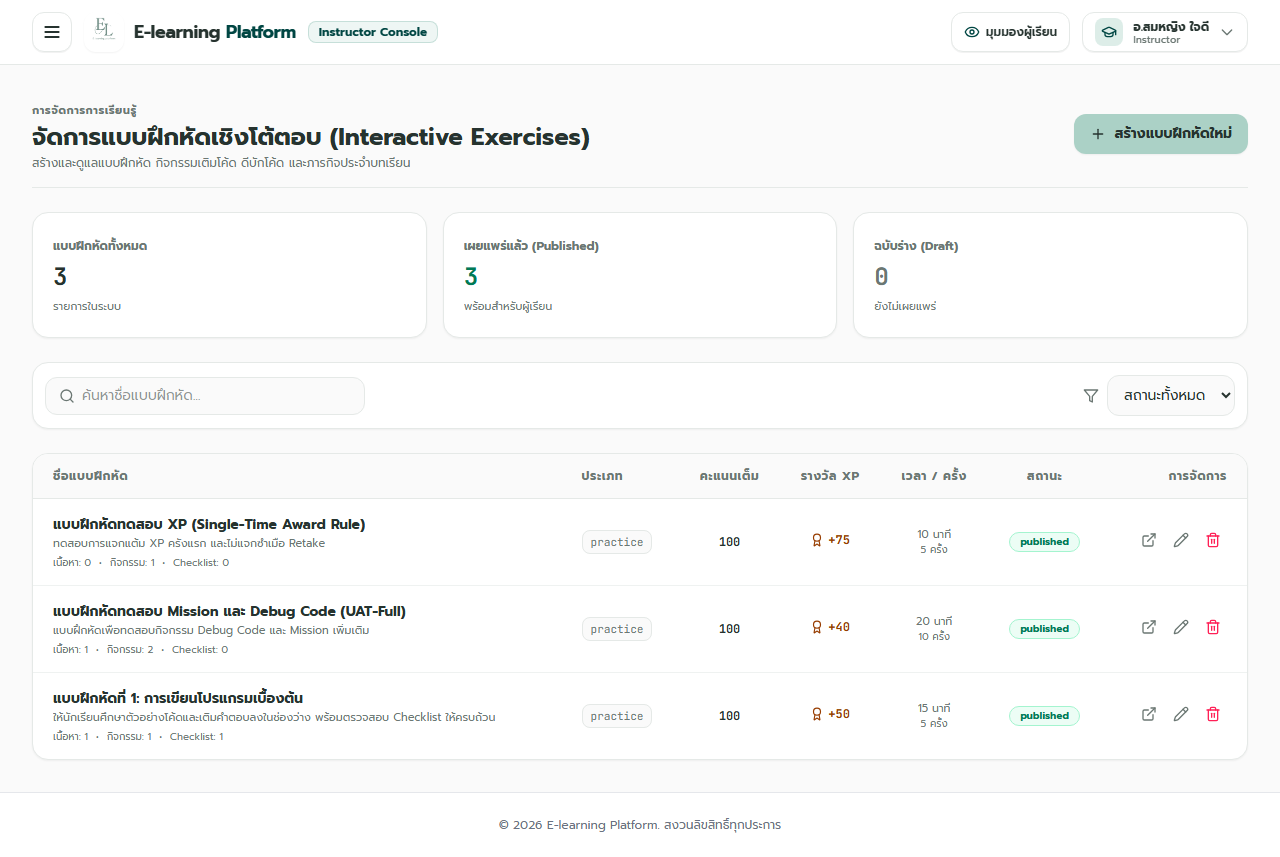 EL
E-learning Platform
Instructor Console
มุมมองผู้เรียน
อ.สมหญิง ใจดี
Instructor
การจัดการการเรียนรู้
จัดการแบบฝึกหัดเชิงโต้ตอบ (Interactive Exercises)
สร้างและดูแลแบบฝึกหัด กิจกรรมเติมโค้ด ดีบักโค้ด และภารกิจประจำบทเรียน
สร้างแบบฝึกหัดใหม่
แบบฝึกหัดทั้งหมด
3
รายการในระบบ
เผยแพร่แล้ว (Published)
3
พร้อมสำหรับผู้เรียน
ฉบับร่าง (Draft)
0
ยังไม่เผยแพร่
ค้นหาชื่อแบบฝึกหัด...
สถานะทั้งหมด
ชื่อแบบฝึกหัด ประเภท คะแนนเต็ม รางวัล XP เวลา / ครั้ง สถานะ การจัดการ
แบบฝึกหัดทดสอบ XP (Single-Time Award Rule)
ทดสอบการแจกแต้ม XP ครั้งแรก และไม่แจกซ้ำเมื่อ Retake
เนื้อหา: 0 • กิจกรรม: 1 • Checklist: 0
practice
100
+75
10 นาที
5 ครั้ง
published
แบบฝึกหัดทดสอบ Mission และ Debug Code (UAT-Full)
แบบฝึกหัดเพื่อทดสอบกิจกรรม Debug Code และ Mission เพิ่มเติม
เนื้อหา: 1 • กิจกรรม: 2 • Checklist: 0
practice
100
+40
20 นาที
10 ครั้ง
published
แบบฝึกหัดที่ 1: การเขียนโปรแกรมเบื้องต้น
ให้นักเรียนศึกษาตัวอย่างโค้ดและเติมคำตอบลงในช่องว่าง พร้อมตรวจสอบ Checklist ให้ครบถ้วน
เนื้อหา: 1 • กิจกรรม: 1 • Checklist: 1
practice
100
+50
15 นาที
5 ครั้ง
published
© 2026 E-learning Platform. สงวนลิขสิทธิ์ทุกประการ